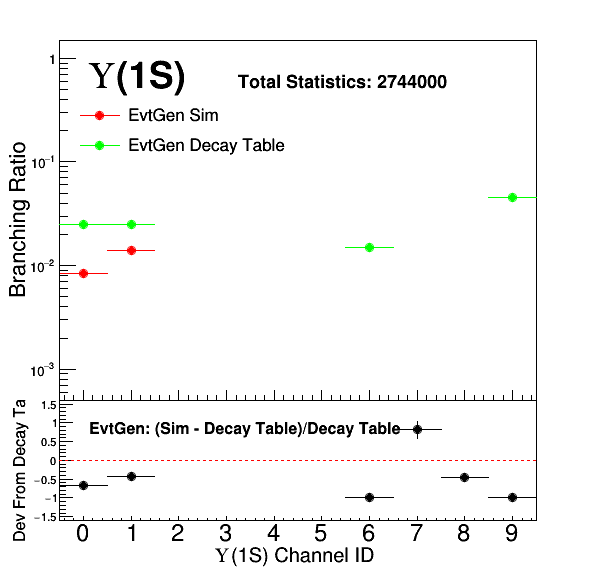 Υ(1S)
Total Statistics: 2744000
EvtGen Sim
EvtGen Decay Table
Branching Ratio
1
10⁻¹
10⁻²
10⁻³
EvtGen: (Sim - Decay Table)/Decay Table
Dev From Decay Ta
1.5
1
0.5
0
−0.5
−1
−1.5
0 1 2 3 4 5 6 7 8 9
Υ(1S) Channel ID